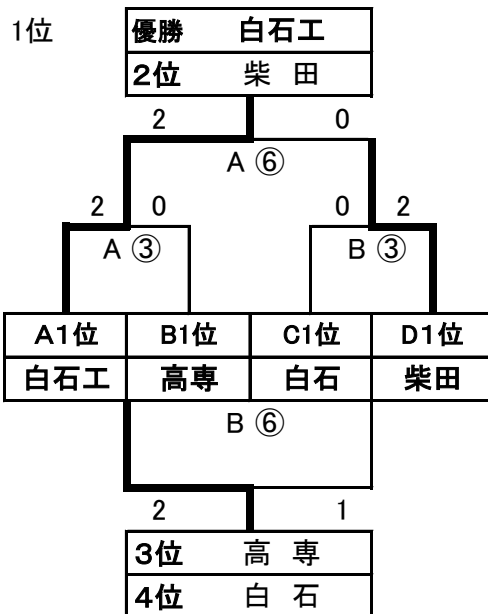 1位
優勝 白石工
2位 柴 田
2 0
A ⑥
2 0 0 2
A ③ B ③
A1位 B1位 C1位 D1位
白石工 高専 白石 柴田
B ⑥
2 1
3位 高 専
4位 白 石